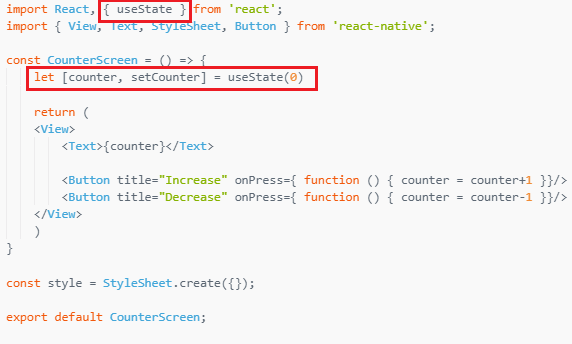 import React, { useState } from 'react';
import { View, Text, StyleSheet, Button } from 'react-native';
const CounterScreen = () => {
let [counter, setCounter] = useState(0)
return (
<View>
<Text>{counter}</Text>
<Button title="Increase" onPress={ function () { counter = counter+1 }}/>
<Button title="Decrease" onPress={ function () { counter = counter-1 }}/>
</View>
)
}
const style = StyleSheet.create({});
export default CounterScreen;